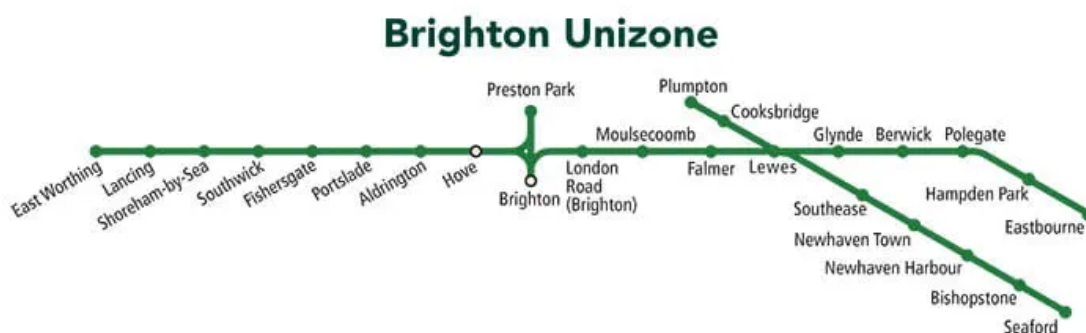 Brighton Unizone
Preston Park
Plumpton
Cooksbridge
Moulsecoomb
Glynde
Berwick
Polegate
East Worthing
Lancing
Shoreham-by-Sea
Southwick
Fishersgate
Portslade
Aldrington
Hove
Brighton
London
Road
(Brighton)
Falmer
Lewes
Hampden Park
Eastbourne
Southease
Newhaven Town
Newhaven Harbour
Bishopstone
Seaford